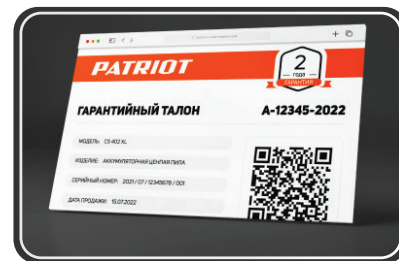 PATRIOT
2
ГОДА
ГАРАНТИЯ
ГАРАНТИЙНЫЙ ТАЛОН
A-12345-2022
МОДЕЛЬ: CS 402 XL
ИЗДЕЛИЕ: АККУМУЛЯТОРНАЯ ЦЕПНАЯ ПИЛА
СЕРИЙНЫЙ НОМЕР: 2021 / 07 / 12345678 / 001
ДАТА ПРОДАЖИ: 15.07.2022